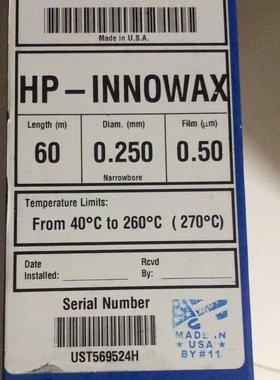 Made in U.S.A.
HP - INNOWAX
Length (m) Diam. (mm) Film (µm)
60 0.250 0.50
Narrowbore
Temperature Limits:
From 40°C to 260°C ( 270°C)
Date Rcvd
Installed: By:
Serial Number
UST569524H
MADE IN
USA
BY#11